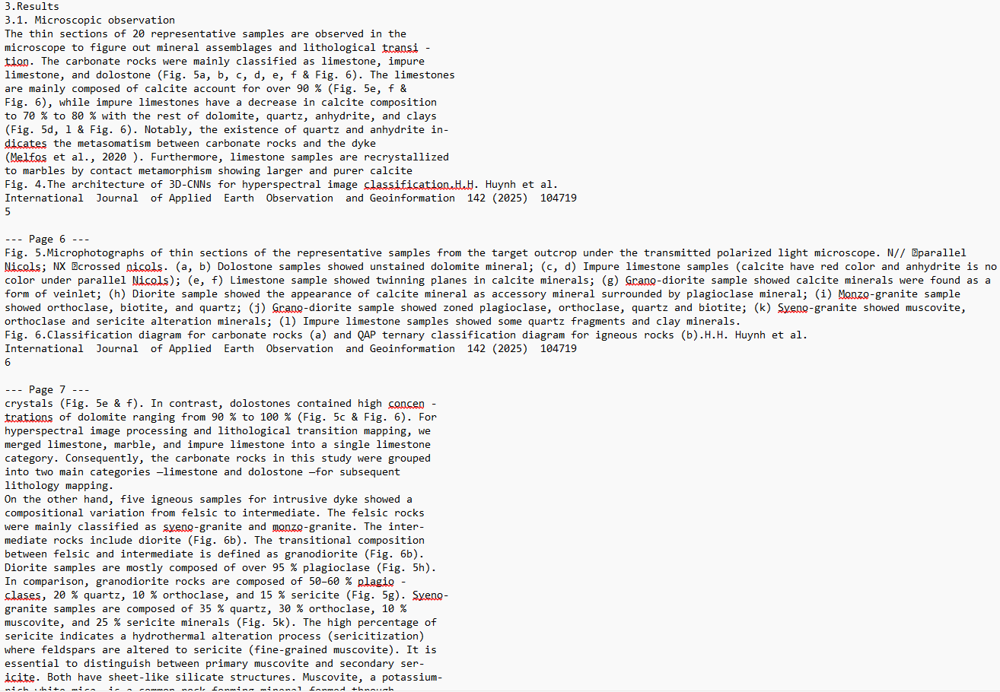 3.Results
3.1. Microscopic observation
The thin sections of 20 representative samples are observed in the
microscope to figure out mineral assemblages and lithological transi -
tion. The carbonate rocks were mainly classified as limestone, impure
limestone, and dolostone (Fig. 5a, b, c, d, e, f & Fig. 6). The limestones
are mainly composed of calcite account for over 90 % (Fig. 5e, f &
Fig. 6), while impure limestones have a decrease in calcite composition
to 70 % to 80 % with the rest of dolomite, quartz, anhydrite, and clays
(Fig. 5d, l & Fig. 6). Notably, the existence of quartz and anhydrite in-
dicates the metasomatism between carbonate rocks and the dyke
(Melfos et al., 2020 ). Furthermore, limestone samples are recrystallized
to marbles by contact metamorphism showing larger and purer calcite
Fig. 4.The architecture of 3D-CNNs for hyperspectral image classification.H.H. Huynh et al.
International  Journal  of Applied  Earth  Observation  and Geoinformation  142 (2025)  104719
5

--- Page 6 ---
Fig. 5.Microphotographs of thin sections of the representative samples from the target outcrop under the transmitted polarized light microscope. N// parallel
Nicols; NX crossed nicols. (a, b) Dolostone samples showed unstained dolomite mineral; (c, d) Impure limestone samples (calcite have red color and anhydrite is no
color under parallel Nicols); (e, f) Limestone sample showed twinning planes in calcite minerals; (g) Grano-diorite sample showed calcite minerals were found as a
form of veinlet; (h) Diorite sample showed the appearance of calcite mineral as accessory mineral surrounded by plagioclase mineral; (i) Monzo-granite sample
showed orthoclase, biotite, and quartz; (j) Grano-diorite sample showed zoned plagioclase, orthoclase, quartz and biotite; (k) Syeno-granite showed muscovite,
orthoclase and sericite alteration minerals; (l) Impure limestone samples showed some quartz fragments and clay minerals.
Fig. 6.Classification diagram for carbonate rocks (a) and QAP ternary classification diagram for igneous rocks (b).H.H. Huynh et al.
International  Journal  of Applied  Earth  Observation  and Geoinformation  142 (2025)  104719
6

--- Page 7 ---
crystals (Fig. 5e & f). In contrast, dolostones contained high concen -
trations of dolomite ranging from 90 % to 100 % (Fig. 5c & Fig. 6). For
hyperspectral image processing and lithological transition mapping, we
merged limestone, marble, and impure limestone into a single limestone
category. Consequently, the carbonate rocks in this study were grouped
into two main categories —limestone and dolostone —for subsequent
lithology mapping.
On the other hand, five igneous samples for intrusive dyke showed a
compositional variation from felsic to intermediate. The felsic rocks
were mainly classified as syeno-granite and monzo-granite. The inter-
mediate rocks include diorite (Fig. 6b). The transitional composition
between felsic and intermediate is defined as granodiorite (Fig. 6b).
Diorite samples are mostly composed of over 95 % plagioclase (Fig. 5h).
In comparison, granodiorite rocks are composed of 50–60 % plagio -
clases, 20 % quartz, 10 % orthoclase, and 15 % sericite (Fig. 5g). Syeno-
granite samples are composed of 35 % quartz, 30 % orthoclase, 10 %
muscovite, and 25 % sericite minerals (Fig. 5k). The high percentage of
sericite indicates a hydrothermal alteration process (sericitization)
where feldspars are altered to sericite (fine-grained muscovite). It is
essential to distinguish between primary muscovite and secondary ser-
icite. Both have sheet-like silicate structures. Muscovite, a potassium-
rich white mica, is a common rock-forming mineral formed through